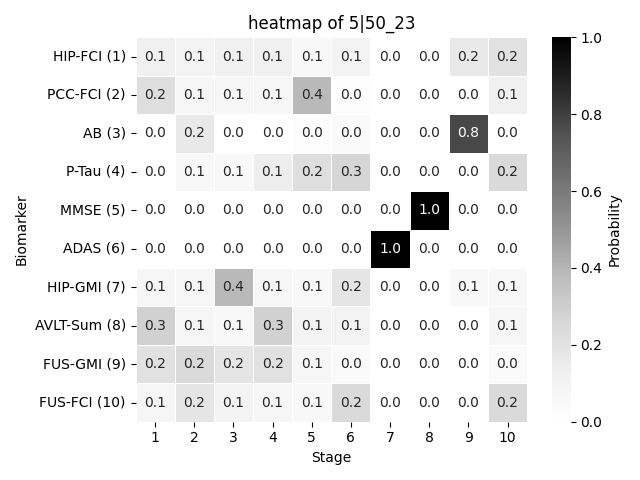 heatmap of 5|50_23
HIP-FCI (1) 0.1 0.1 0.1 0.1 0.1 0.1 0.0 0.0 0.2 0.2
PCC-FCI (2) 0.2 0.1 0.1 0.1 0.4 0.0 0.0 0.0 0.0 0.1
AB (3) 0.0 0.2 0.0 0.0 0.0 0.0 0.0 0.0 0.8 0.0
P-Tau (4) 0.0 0.1 0.1 0.1 0.2 0.3 0.0 0.0 0.0 0.2
MMSE (5) 0.0 0.0 0.0 0.0 0.0 0.0 0.0 1.0 0.0 0.0
ADAS (6) 0.0 0.0 0.0 0.0 0.0 0.0 1.0 0.0 0.0 0.0
HIP-GMI (7) 0.1 0.1 0.4 0.1 0.1 0.2 0.0 0.0 0.1 0.1
AVLT-Sum (8) 0.3 0.1 0.1 0.3 0.1 0.1 0.0 0.0 0.0 0.1
FUS-GMI (9) 0.2 0.2 0.2 0.2 0.1 0.0 0.0 0.0 0.0 0.0
FUS-FCI (10) 0.1 0.2 0.1 0.1 0.1 0.2 0.0 0.0 0.0 0.2
1 2 3 4 5 6 7 8 9 10
Stage
Biomarker
1.0
0.8
0.6
0.4
0.2
0.0
Probability